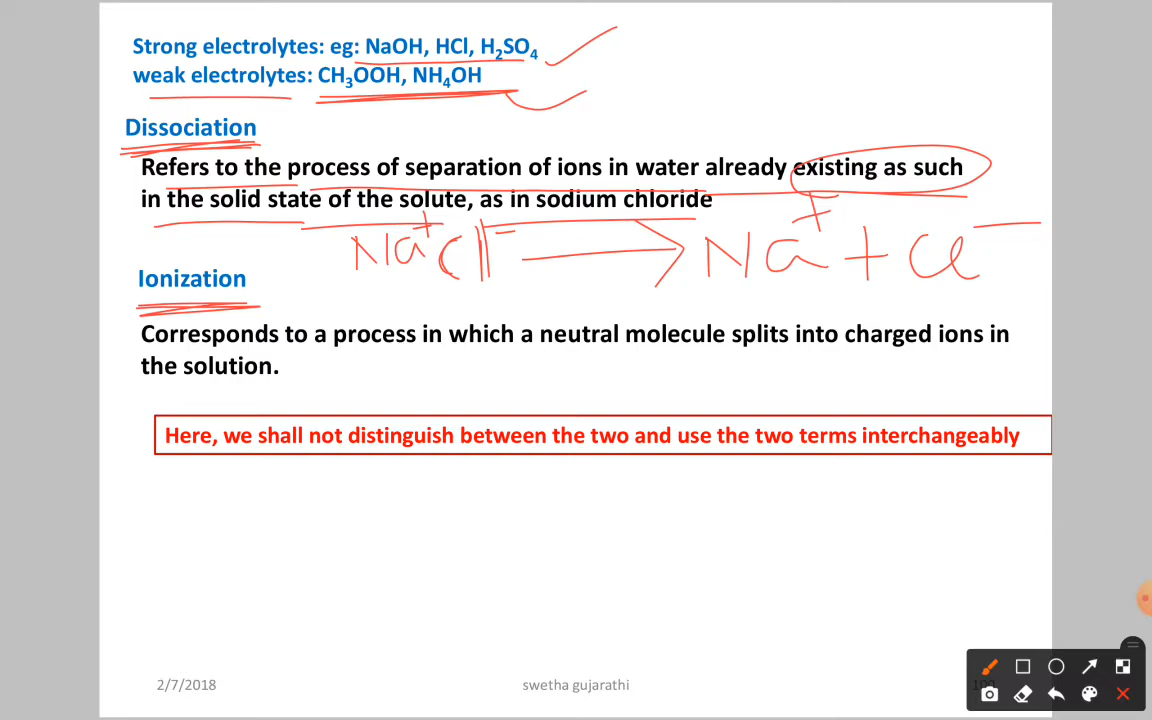 Strong electrolytes: eg: NaOH, HCl, H₂SO₄
weak electrolytes: CH₃OOH, NH₄OH
Dissociation
Refers to the process of separation of ions in water already existing as such
in the solid state of the solute, as in sodium chloride
Na⁺Cl⁻ → Na⁺ + Cl⁻
Ionization
Corresponds to a process in which a neutral molecule splits into charged ions in
the solution.
Here, we shall not distinguish between the two and use the two terms interchangeably
2/7/2018 swetha gujarathi